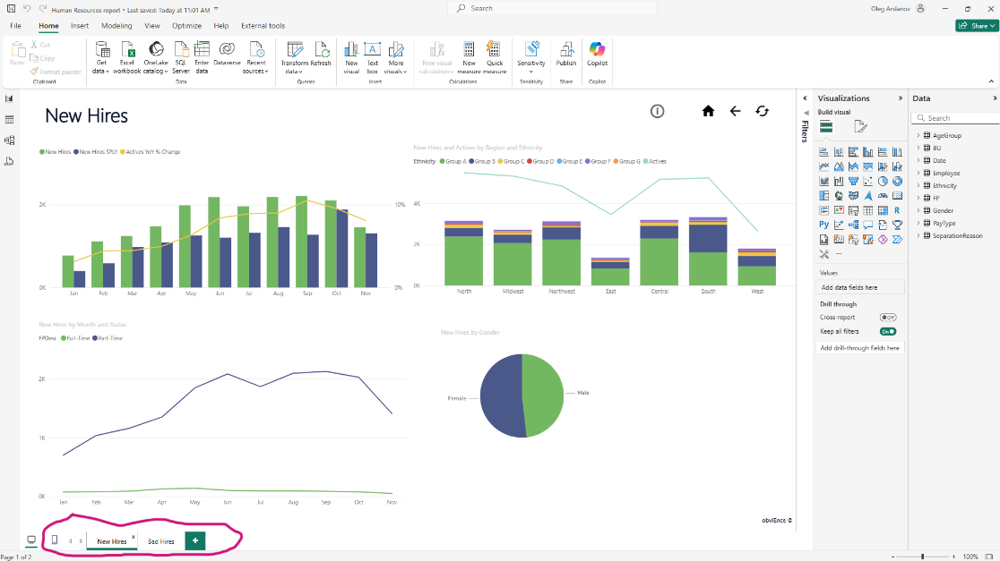 Human Resources report • Last saved: Today at 11:01 AM
Search
Oleg Arslanov
File Home Insert Modeling View Optimize Help External tools
Share
Paste
Cut
Copy
Format painter
Clipboard
Get data
Excel workbook
OneLake catalog
SQL Server
Enter data
Dataverse
Recent sources
Data
Transform data
Refresh
Queries
New visual
Text box
More visuals
Insert
New visual calculation
New measure
Quick measure
Calculations
Sensitivity
Sensitivity
Publish
Share
Copilot
Copilot
New Hires
New Hires New Hires SPLY Actives YoY % Change
2K
0K
10%
0%
Jan Feb Mar Apr May Jun Jul Aug Sep Oct Nov
New Hires and Actives by Region and Ethnicity
Ethnicity Group A Group B Group C Group D Group E Group F Group G Actives
4K
2K
0K
North Midwest Northwest East Central South West
New Hires by Month and Status
FPDesc Full-Time Part-Time
2K
1K
0K
Jan Feb Mar Apr May Jun Jul Aug Sep Oct Nov
New Hires by Gender
Female
Male
obviEnce ©
Filters
Visualizations
Build visual
R
Py
123
...
Values
Add data fields here
Drill through
Cross-report
Off
Keep all filters
On
Add drill-through fields here
Data
Search
AgeGroup
BU
Date
Employee
Ethnicity
FP
Gender
PayType
SeparationReason
New Hires x
Bad Hires
+
Page 1 of 2
- + 100%